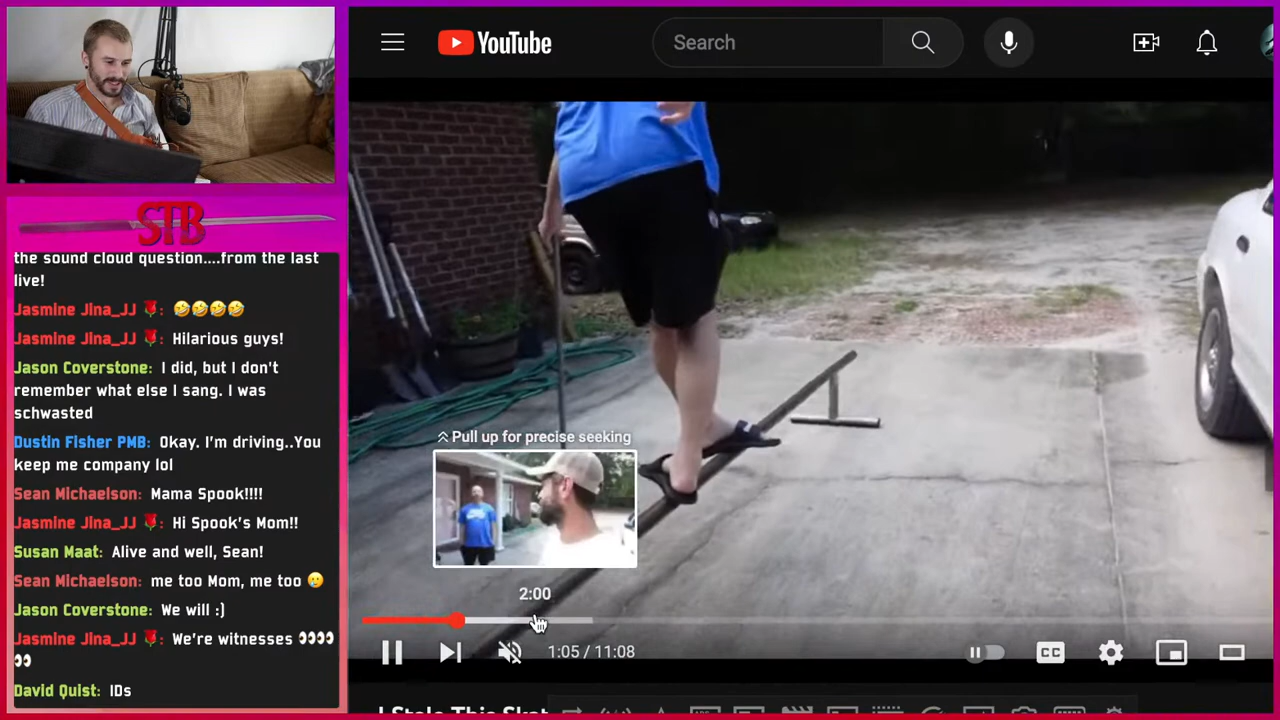 YouTube
Search
STB
the sound cloud question....from the last
live!
Jasmine Jina_JJ 🌹: 🤣🤣🤣🤣
Jasmine Jina_JJ 🌹: Hilarious guys!
Jason Coverstone: I did, but I don't
remember what else I sang. I was
schwasted
Dustin Fisher PMB: Okay. I'm driving..You
keep me company lol
Sean Michaelson: Mama Spook!!!!
Jasmine Jina_JJ 🌹: Hi Spook's Mom!!
Susan Maat: Alive and well, Sean!
Sean Michaelson: me too Mom, me too 🥲
Jason Coverstone: We will :)
Jasmine Jina_JJ 🌹: We're witnesses 👀👀
👀
David Quist: IDs
Pull up for precise seeking
2:00
1:05 / 11:08
CC
I Stole This Skat